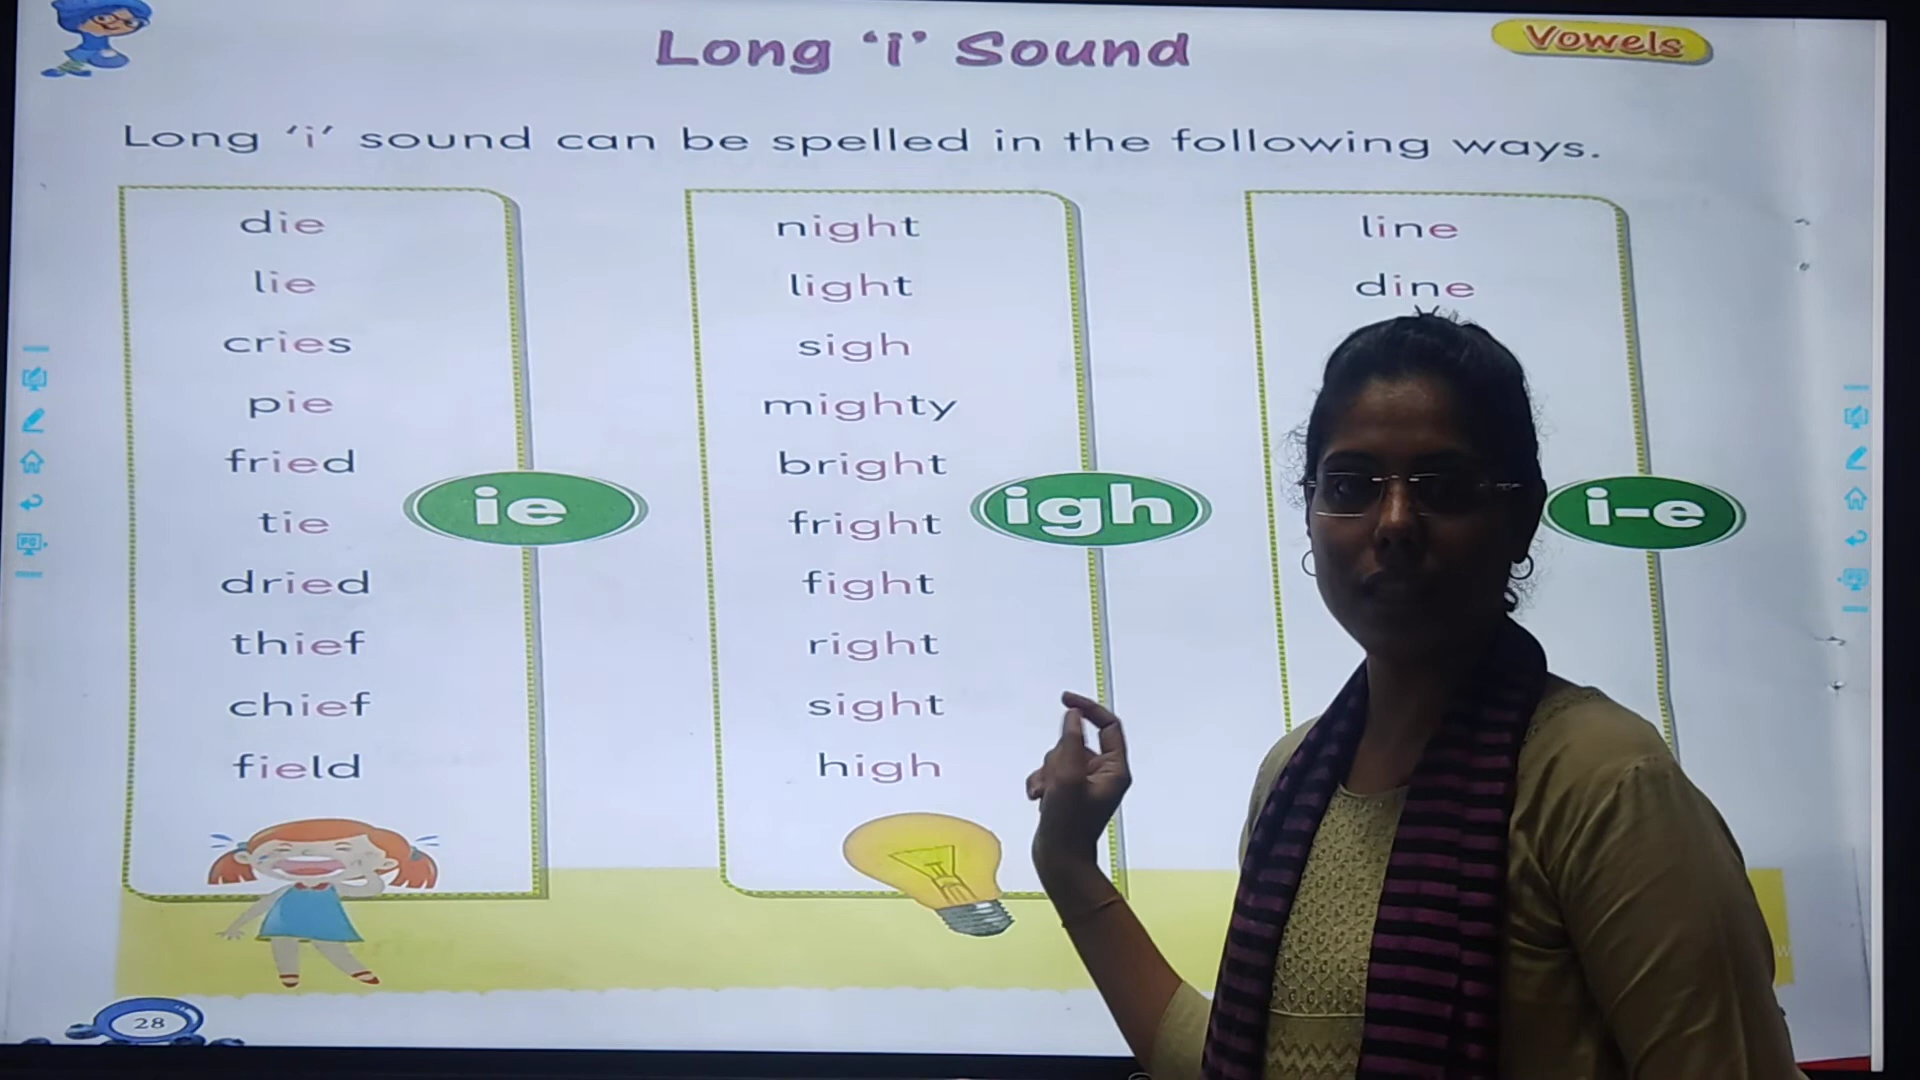 Long 'i' Sound
Vowels
Long 'i' sound can be spelled in the following ways.
die
lie
cries
pie
fried
tie
dried
thief
chief
field
ie
night
light
sigh
mighty
bright
fright
fight
right
sight
high
igh
line
dine
i-e
28